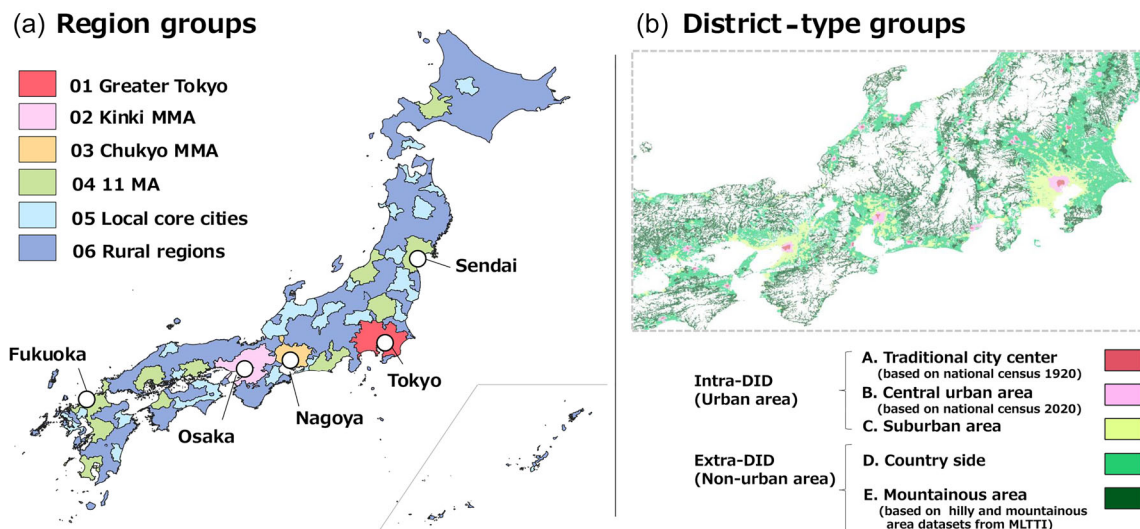 (a) Region groups
01 Greater Tokyo
02 Kinki MMA
03 Chukyo MMA
04 11 MA
05 Local core cities
06 Rural regions
Sendai
Fukuoka
Tokyo
Nagoya
Osaka
(b) District-type groups
Intra-DID
(Urban area)
A. Traditional city center
(based on national census 1920)
B. Central urban area
(based on national census 2020)
C. Suburban area
Extra-DID
(Non-urban area)
D. Country side
E. Mountainous area
(based on hilly and mountainous
area datasets from MLTTI)